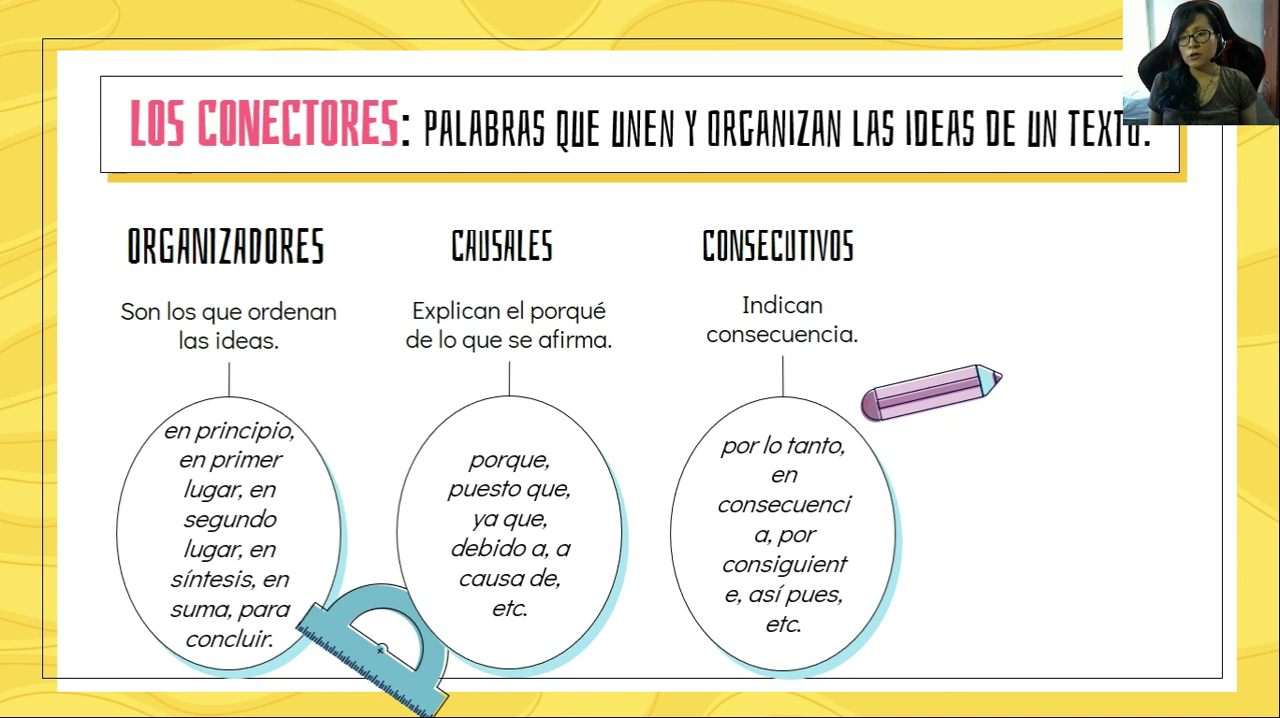 LOS CONECTORES: PALABRAS QUE UNEN Y ORGANIZAN LAS IDEAS DE UN TEXTO.
ORGANIZADORES
Son los que ordenan
las ideas.
en principio,
en primer
lugar, en
segundo
lugar, en
síntesis, en
suma, para
concluir.
CAUSALES
Explican el porqué
de lo que se afirma.
porque,
puesto que,
ya que,
debido a, a
causa de,
etc.
CONSECUTIVOS
Indican
consecuencia.
por lo tanto,
en
consecuenci
a, por
consiguient
e, así pues,
etc.